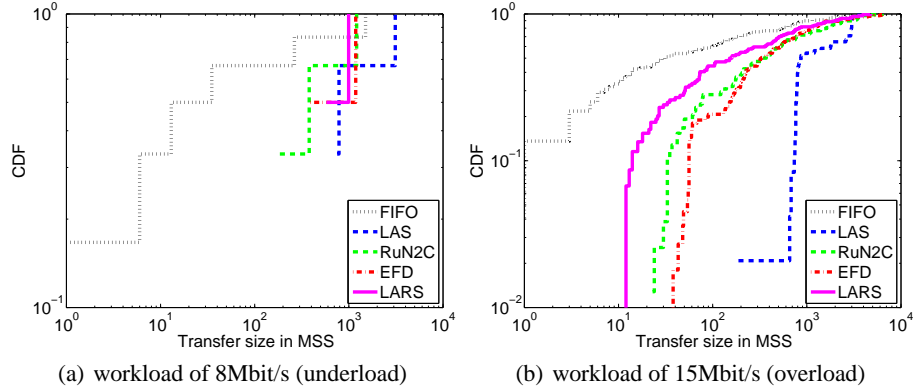 10^0
CDF
10^-1
10^0
10^1
10^2
10^3
10^4
Transfer size in MSS
FIFO
LAS
RuN2C
EFD
LARS
(a) workload of 8Mbit/s (underload)
10^0
CDF
10^-1
10^-2
10^0
10^1
10^2
10^3
10^4
Transfer size in MSS
FIFO
LAS
RuN2C
EFD
LARS
(b) workload of 15Mbit/s (overload)